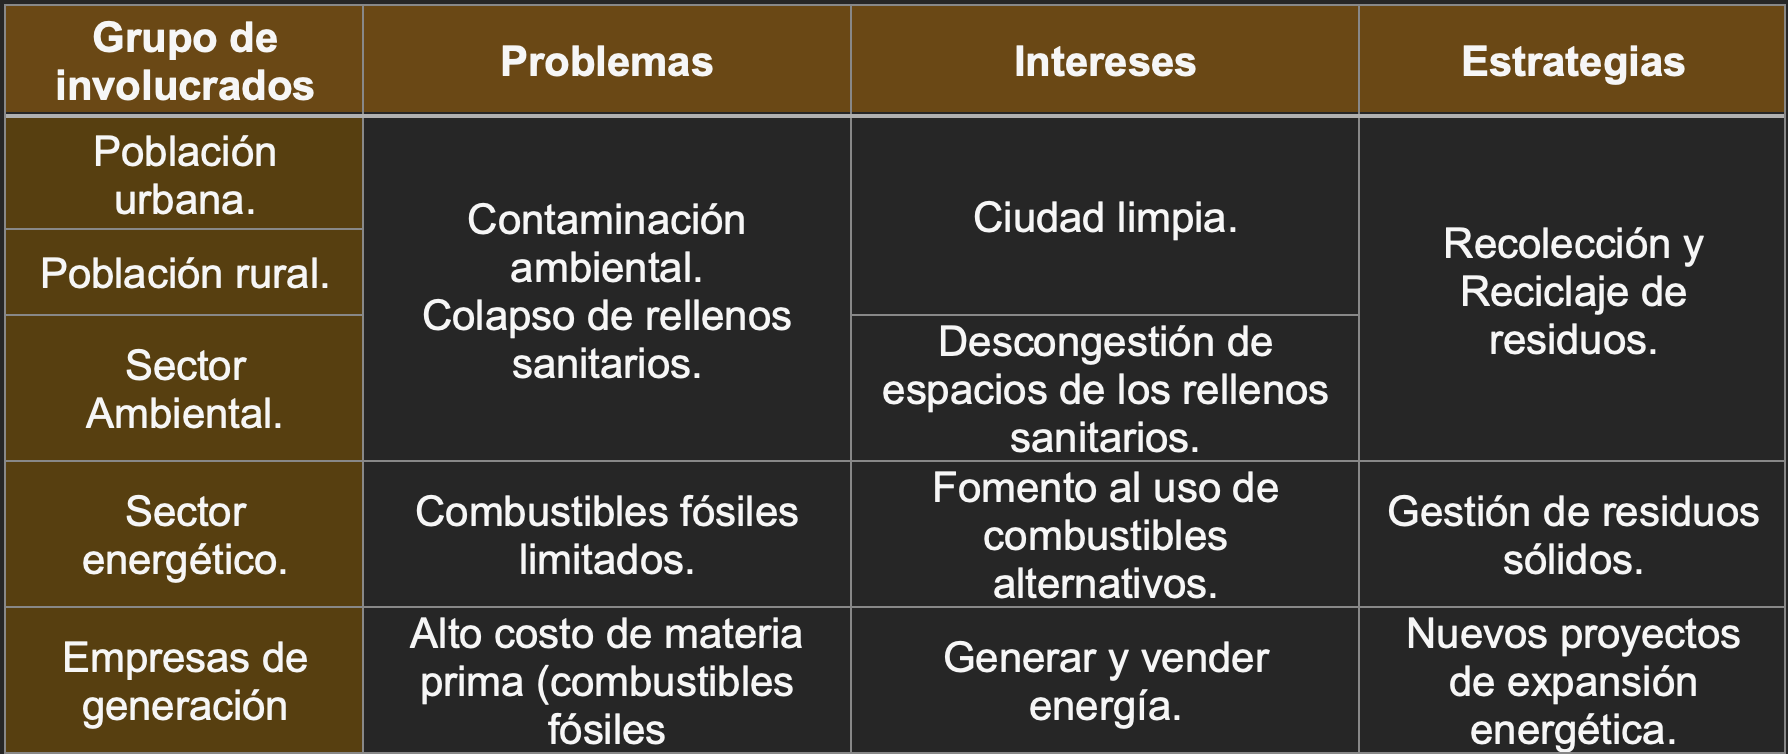 Grupo de
involucrados
Problemas
Intereses
Estrategias
Población
urbana.
Población rural.
Sector
Ambiental.
Contaminación
ambiental.
Colapso de rellenos
sanitarios.
Ciudad limpia.
Descongestión de
espacios de los rellenos
sanitarios.
Recolección y
Reciclaje de
residuos.
Sector
energético.
Combustibles fósiles
limitados.
Fomento al uso de
combustibles
alternativos.
Gestión de residuos
sólidos.
Empresas de
generación
Alto costo de materia
prima (combustibles
fósiles
Generar y vender
energía.
Nuevos proyectos
de expansión
energética.